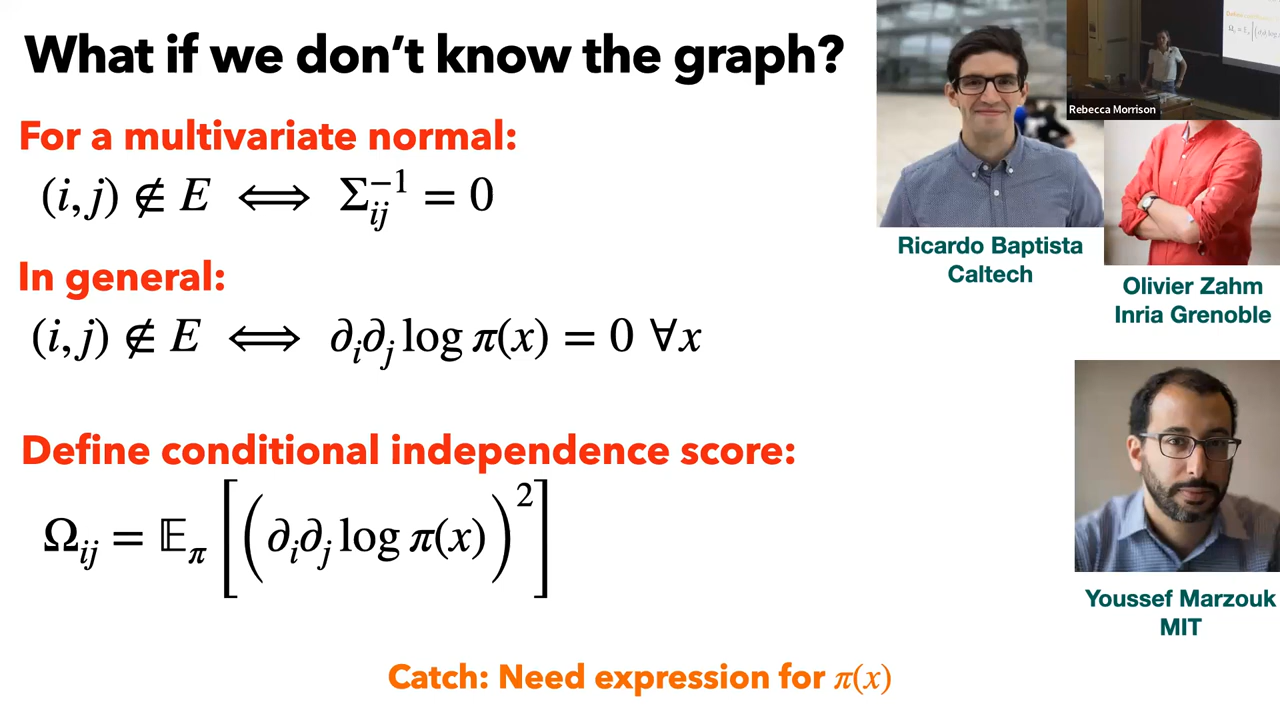 What if we don't know the graph?
For a multivariate normal:
(i, j) ∉ E ⟺ Σ⁻¹ᵢⱼ = 0
In general:
(i, j) ∉ E ⟺ ∂ᵢ∂ⱼ log π(x) = 0 ∀x
Define conditional independence score:
Ωᵢⱼ = 𝔼_π [(∂ᵢ∂ⱼ log π(x))²]
Catch: Need expression for π(x)
Rebecca Morrison
Ricardo Baptista
Caltech
Olivier Zahm
Inria Grenoble
Youssef Marzouk
MIT